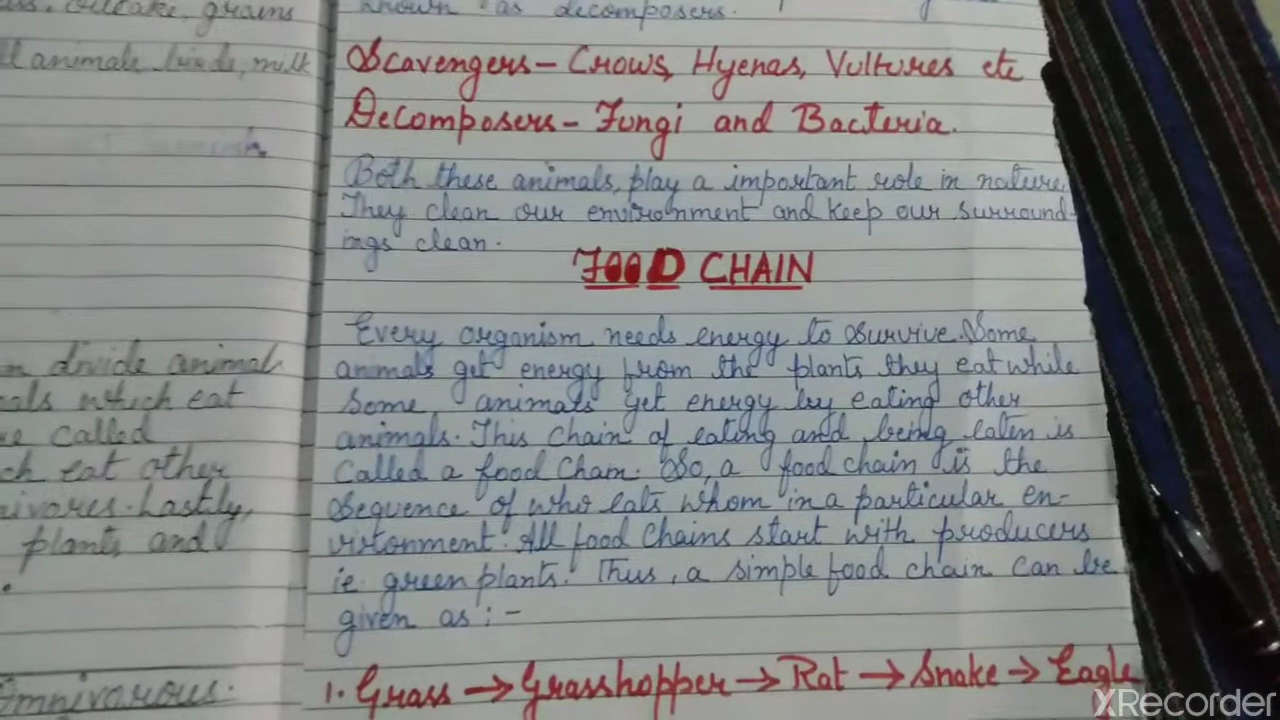 grains
known as decomposers.
l animals birds, milk
Scavengers - Crows, Hyenas, Vultures etc
Decomposers - Fungi and Bacteria.
Both these animals, play a important role in nature.
They clean our environment and keep our surround-
ings clean.
FOOD CHAIN
Every organism needs energy to survive. Some
animals get energy from the plants they eat while
some animals get energy by eating other
animals. This chain of eating and being eaten is
called a food chain. So, a food chain is the
sequence of who eats whom in a particular en-
vironment. All food chains start with producers
ie green plants. Thus, a simple food chain can be
given as : -
1. Grass → Grasshopper → Rat → Snake → Eagle
n divide animal
als which eat
e called
ch eat other
nivores. Lastly,
plants and
Omnivorous.
XRecorder